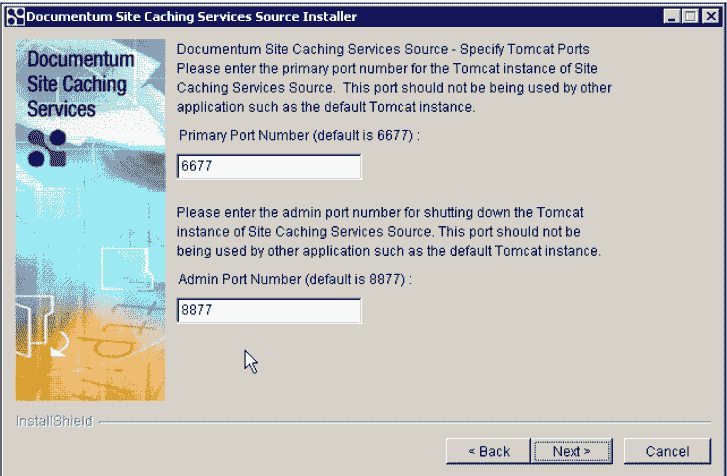 Documentum Site Caching Services Source Installer
Documentum
Site Caching
Services
Documentum Site Caching Services Source - Specify Tomcat Ports
Please enter the primary port number for the Tomcat instance of Site
Caching Services Source. This port should not be being used by other
application such as the default Tomcat instance.
Primary Port Number (default is 6677) :
6677
Please enter the admin port number for shutting down the Tomcat
instance of Site Caching Services Source. This port should not be
being used by other application such as the default Tomcat instance.
Admin Port Number (default is 8877) :
8877
InstallShield
< Back Next > Cancel